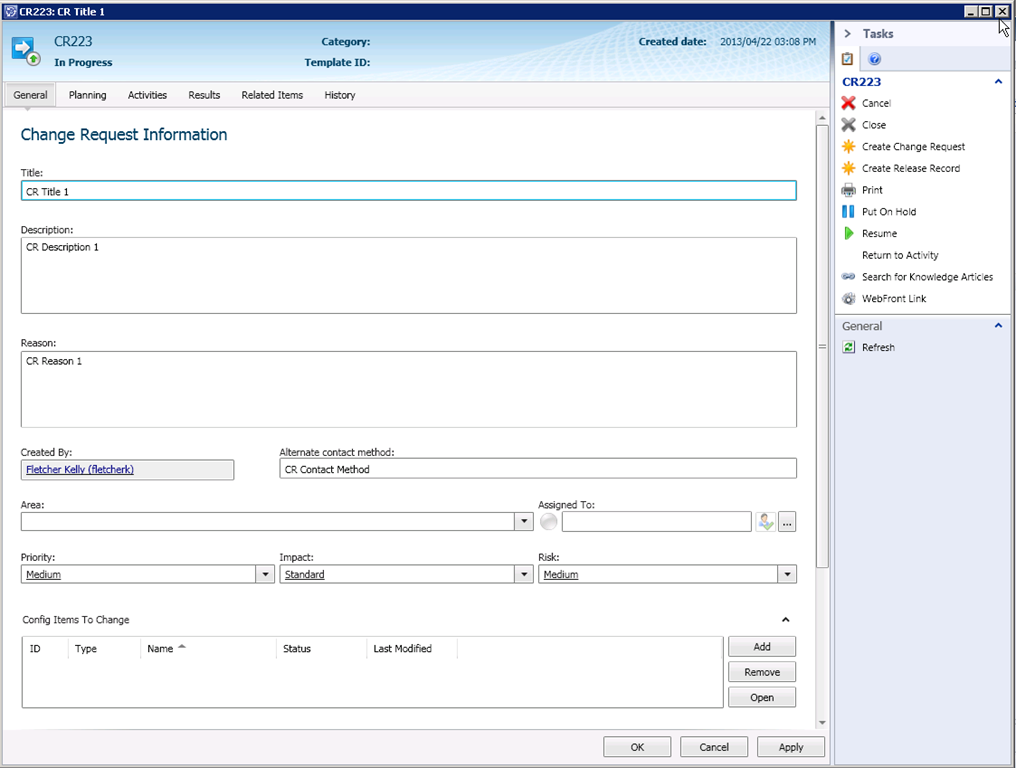 CR223: CR Title 1
CR223
In Progress
Category:
Template ID:
Created date: 2013/04/22 03:08 PM
General Planning Activities Results Related Items History
Change Request Information
Title:
CR Title 1
Description:
CR Description 1
Reason:
CR Reason 1
Created By: Alternate contact method:
Fletcher Kelly (fletcherk) CR Contact Method
Area: Assigned To:
...
Priority: Impact: Risk:
Medium Standard Medium
Config Items To Change
ID Type Name Status Last Modified
Add
Remove
Open
OK Cancel Apply
Tasks
CR223
Cancel
Close
Create Change Request
Create Release Record
Print
Put On Hold
Resume
Return to Activity
Search for Knowledge Articles
WebFront Link
General
Refresh